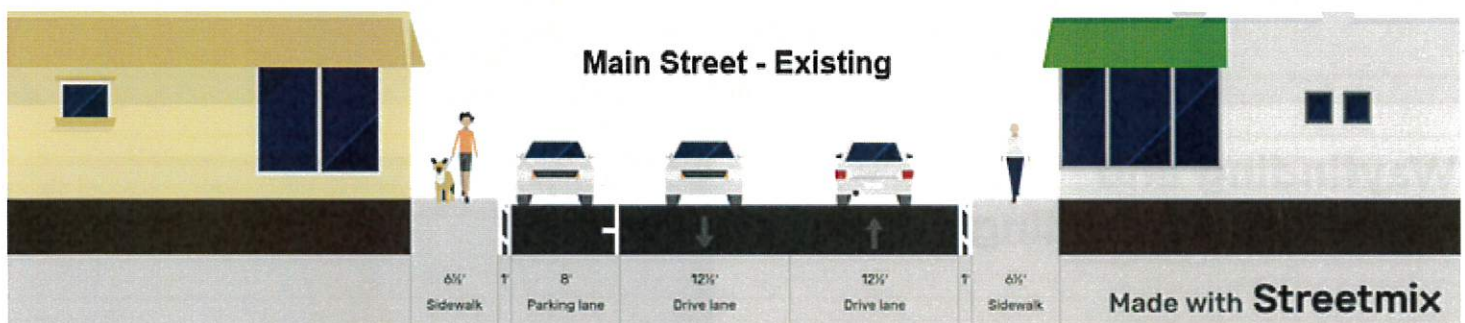 Main Street - Existing
6½' 1' 8' 12½' 12½' 1' 6½'
Sidewalk Parking lane Drive lane Drive lane Sidewalk
Made with Streetmix